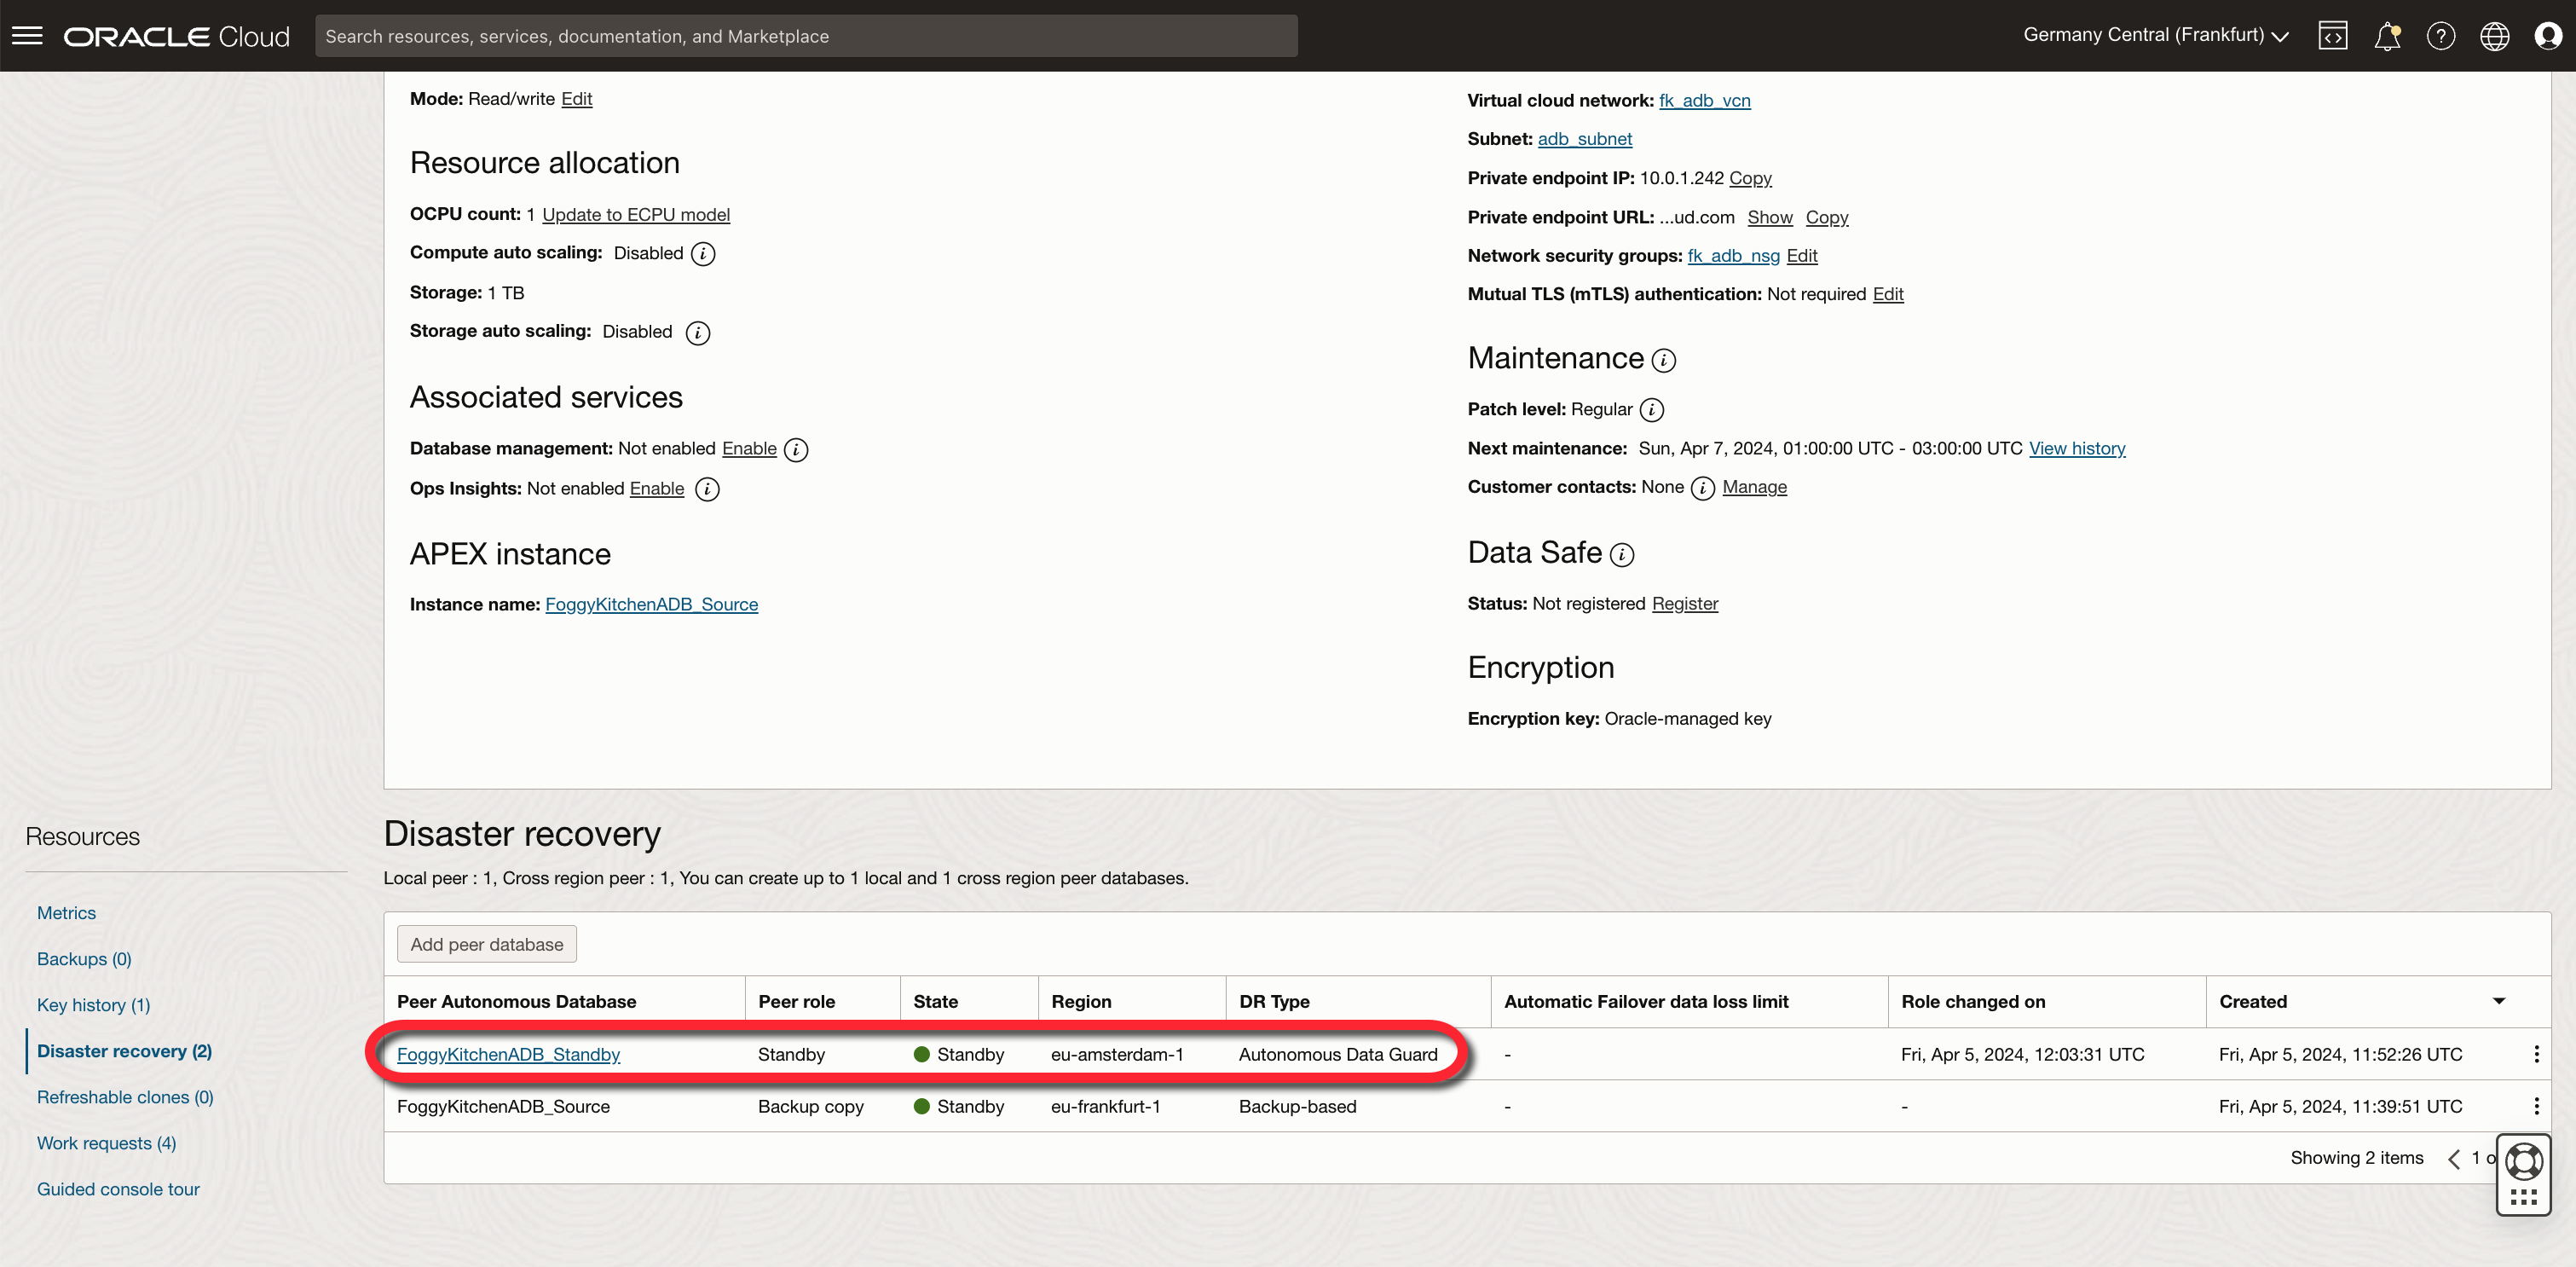 ORACLE Cloud
Search resources, services, documentation, and Marketplace
Germany Central (Frankfurt)
Mode: Read/write Edit
Resource allocation
OCPU count: 1 Update to ECPU model
Compute auto scaling: Disabled
Storage: 1 TB
Storage auto scaling: Disabled
Associated services
Database management: Not enabled Enable
Ops Insights: Not enabled Enable
APEX instance
Instance name: FoggyKitchenADB_Source
Virtual cloud network: fk_adb_vcn
Subnet: adb_subnet
Private endpoint IP: 10.0.1.242 Copy
Private endpoint URL: ...ud.com Show Copy
Network security groups: fk_adb_nsg Edit
Mutual TLS (mTLS) authentication: Not required Edit
Maintenance
Patch level: Regular
Next maintenance: Sun, Apr 7, 2024, 01:00:00 UTC - 03:00:00 UTC View history
Customer contacts: None Manage
Data Safe
Status: Not registered Register
Encryption
Encryption key: Oracle-managed key
Resources
Metrics
Backups (0)
Key history (1)
Disaster recovery (2)
Refreshable clones (0)
Work requests (4)
Guided console tour
Disaster recovery
Local peer : 1, Cross region peer : 1, You can create up to 1 local and 1 cross region peer databases.
Add peer database
Peer Autonomous Database Peer role State Region DR Type Automatic Failover data loss limit Role changed on Created
FoggyKitchenADB_Standby Standby Standby eu-amsterdam-1 Autonomous Data Guard - Fri, Apr 5, 2024, 12:03:31 UTC Fri, Apr 5, 2024, 11:52:26 UTC
FoggyKitchenADB_Source Backup copy Standby eu-frankfurt-1 Backup-based - - Fri, Apr 5, 2024, 11:39:51 UTC
Showing 2 items 1